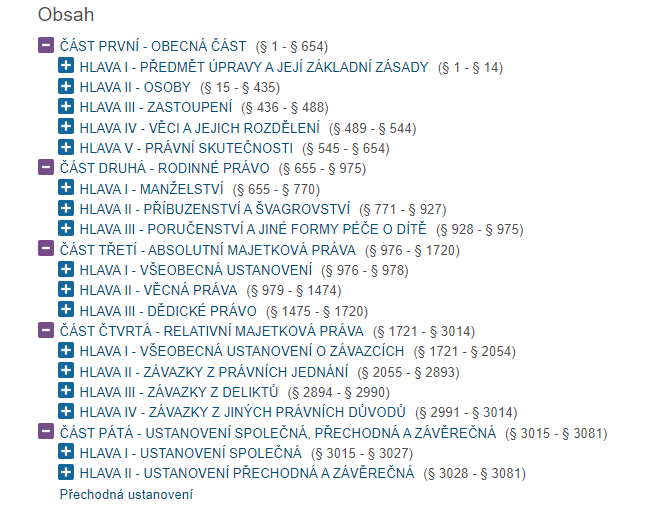 Obsah
ČÁST PRVNÍ - OBECNÁ ČÁST (§ 1 - § 654)
HLAVA I - PŘEDMĚT ÚPRAVY A JEJÍ ZÁKLADNÍ ZÁSADY (§ 1 - § 14)
HLAVA II - OSOBY (§ 15 - § 435)
HLAVA III - ZASTOUPENÍ (§ 436 - § 488)
HLAVA IV - VĚCI A JEJICH ROZDĚLENÍ (§ 489 - § 544)
HLAVA V - PRÁVNÍ SKUTEČNOSTI (§ 545 - § 654)
ČÁST DRUHÁ - RODINNÉ PRÁVO (§ 655 - § 975)
HLAVA I - MANŽELSTVÍ (§ 655 - § 770)
HLAVA II - PŘÍBUZENSTVÍ A ŠVAGROVSTVÍ (§ 771 - § 927)
HLAVA III - PORUČENSTVÍ A JINÉ FORMY PÉČE O DÍTĚ (§ 928 - § 975)
ČÁST TŘETÍ - ABSOLUTNÍ MAJETKOVÁ PRÁVA (§ 976 - § 1720)
HLAVA I - VŠEOBECNÁ USTANOVENÍ (§ 976 - § 978)
HLAVA II - VĚCNÁ PRÁVA (§ 979 - § 1474)
HLAVA III - DĚDICKÉ PRÁVO (§ 1475 - § 1720)
ČÁST ČTVRTÁ - RELATIVNÍ MAJETKOVÁ PRÁVA (§ 1721 - § 3014)
HLAVA I - VŠEOBECNÁ USTANOVENÍ O ZÁVAZCÍCH (§ 1721 - § 2054)
HLAVA II - ZÁVAZKY Z PRÁVNÍCH JEDNÁNÍ (§ 2055 - § 2893)
HLAVA III - ZÁVAZKY Z DELIKTŮ (§ 2894 - § 2990)
HLAVA IV - ZÁVAZKY Z JINÝCH PRÁVNÍCH DŮVODŮ (§ 2991 - § 3014)
ČÁST PÁTÁ - USTANOVENÍ SPOLEČNÁ, PŘECHODNÁ A ZÁVĚREČNÁ (§ 3015 - § 3081)
HLAVA I - USTANOVENÍ SPOLEČNÁ (§ 3015 - § 3027)
HLAVA II - USTANOVENÍ PŘECHODNÁ A ZÁVĚREČNÁ (§ 3028 - § 3081)
Přechodná ustanovení